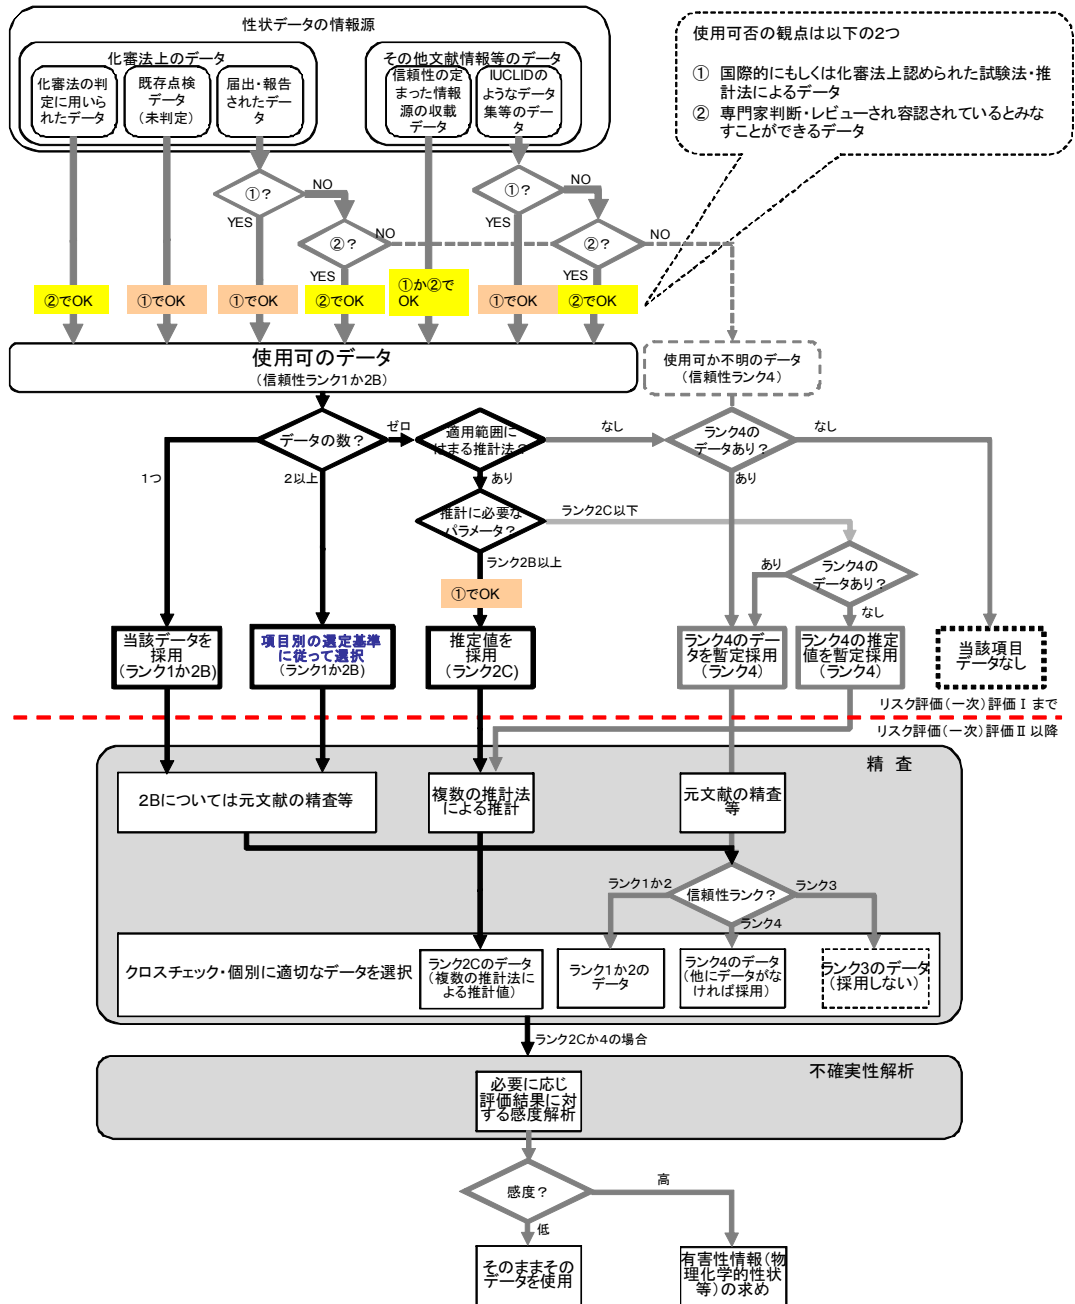 性状データの情報源
化審法上のデータ
化審法の判
定に用いら
れたデータ
既存点検
データ
(未判定)
届出・報告
されたデー
タ
その他文献情報等のデータ
信頼性の定
まった情報
源の収載
データ
IUCLIDの
ようなデータ
集等のデー
タ
使用可否の観点は以下の2つ
① 国際的にもしくは化審法上認められた試験法・推
計法によるデータ
② 専門家判断・レビューされ容認されているとみな
すことができるデータ
①?
NO
YES
②?
NO
YES
①?
NO
YES
②?
NO
YES
②でOK
①でOK
①でOK
②でOK
①か②で
OK
①でOK
②でOK
使用可のデータ
(信頼性ランク1か2B)
使用可か不明のデータ
(信頼性ランク4)
データの数?
ゼロ
1つ
2以上
適用範囲に
はまる推計法?
なし
あり
ランク4の
データあり?
なし
あり
推計に必要な
パラメータ?
ランク2C以下
ランク2B以上
ランク4の
データあり?
あり
なし
①でOK
当該データを
採用
(ランク1か2B)
項目別の選定基準
に従って選択
(ランク1か2B)
推定値を
採用
(ランク2C)
ランク4のデー
タを暫定採用
(ランク4)
ランク4の推定
値を暫定採用
(ランク4)
当該項目
データなし
リスク評価(一次)評価Ⅰまで
リスク評価(一次)評価Ⅱ以降
精 査
2Bについては元文献の精査等
複数の推計法
による推計
元文献の精査
等
信頼性ランク?
ランク1か2
ランク3
ランク4
クロスチェック・個別に適切なデータを選択
ランク2Cのデータ
(複数の推計法
による推計値)
ランク1か2の
データ
ランク4のデータ
(他にデータがな
ければ採用)
ランク3のデータ
(採用しない)
ランク2Cか4の場合
不確実性解析
必要に応じ
評価結果に対
する感度解析
感度?
高
低
そのままその
データを使用
有害性情報(物
理化学的性状
等)の求め